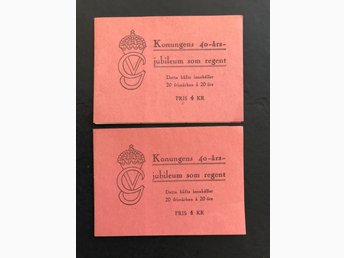 Konungens 40-års-
jubileum som regent
Detta häfte innehåller
20 frimärken à 20 öre
PRIS 4 KR
Konungens 40-års-
jubileum som regent
Detta häfte innehåller
20 frimärken à 20 öre
PRIS 4 KR